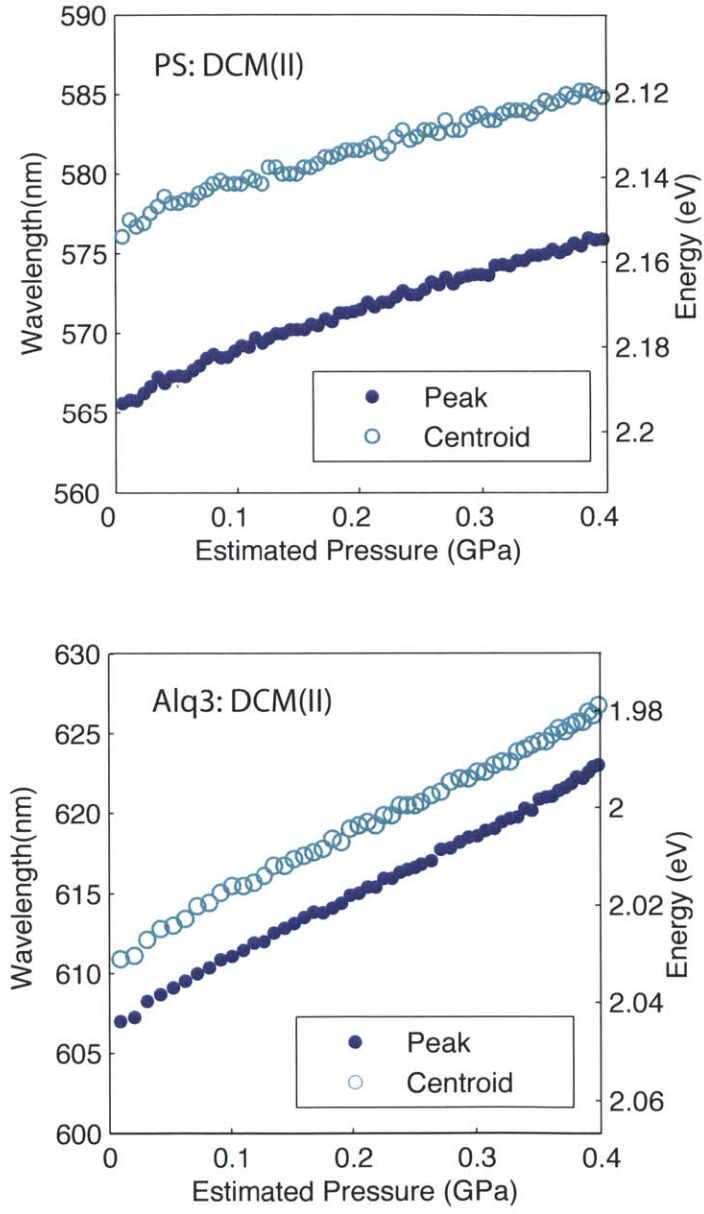 590
PS: DCM(II)
585
2.12
580
2.14
575
2.16
570
2.18
565
2.2
560
Wavelength(nm)
Energy (eV)
Peak
Centroid
0 0.1 0.2 0.3 0.4
Estimated Pressure (GPa)
630
Alq3: DCM(II)
625
1.98
620
2
615
2.02
610
2.04
605
2.06
600
Wavelength(nm)
Energy (eV)
Peak
Centroid
0 0.1 0.2 0.3 0.4
Estimated Pressure (GPa)